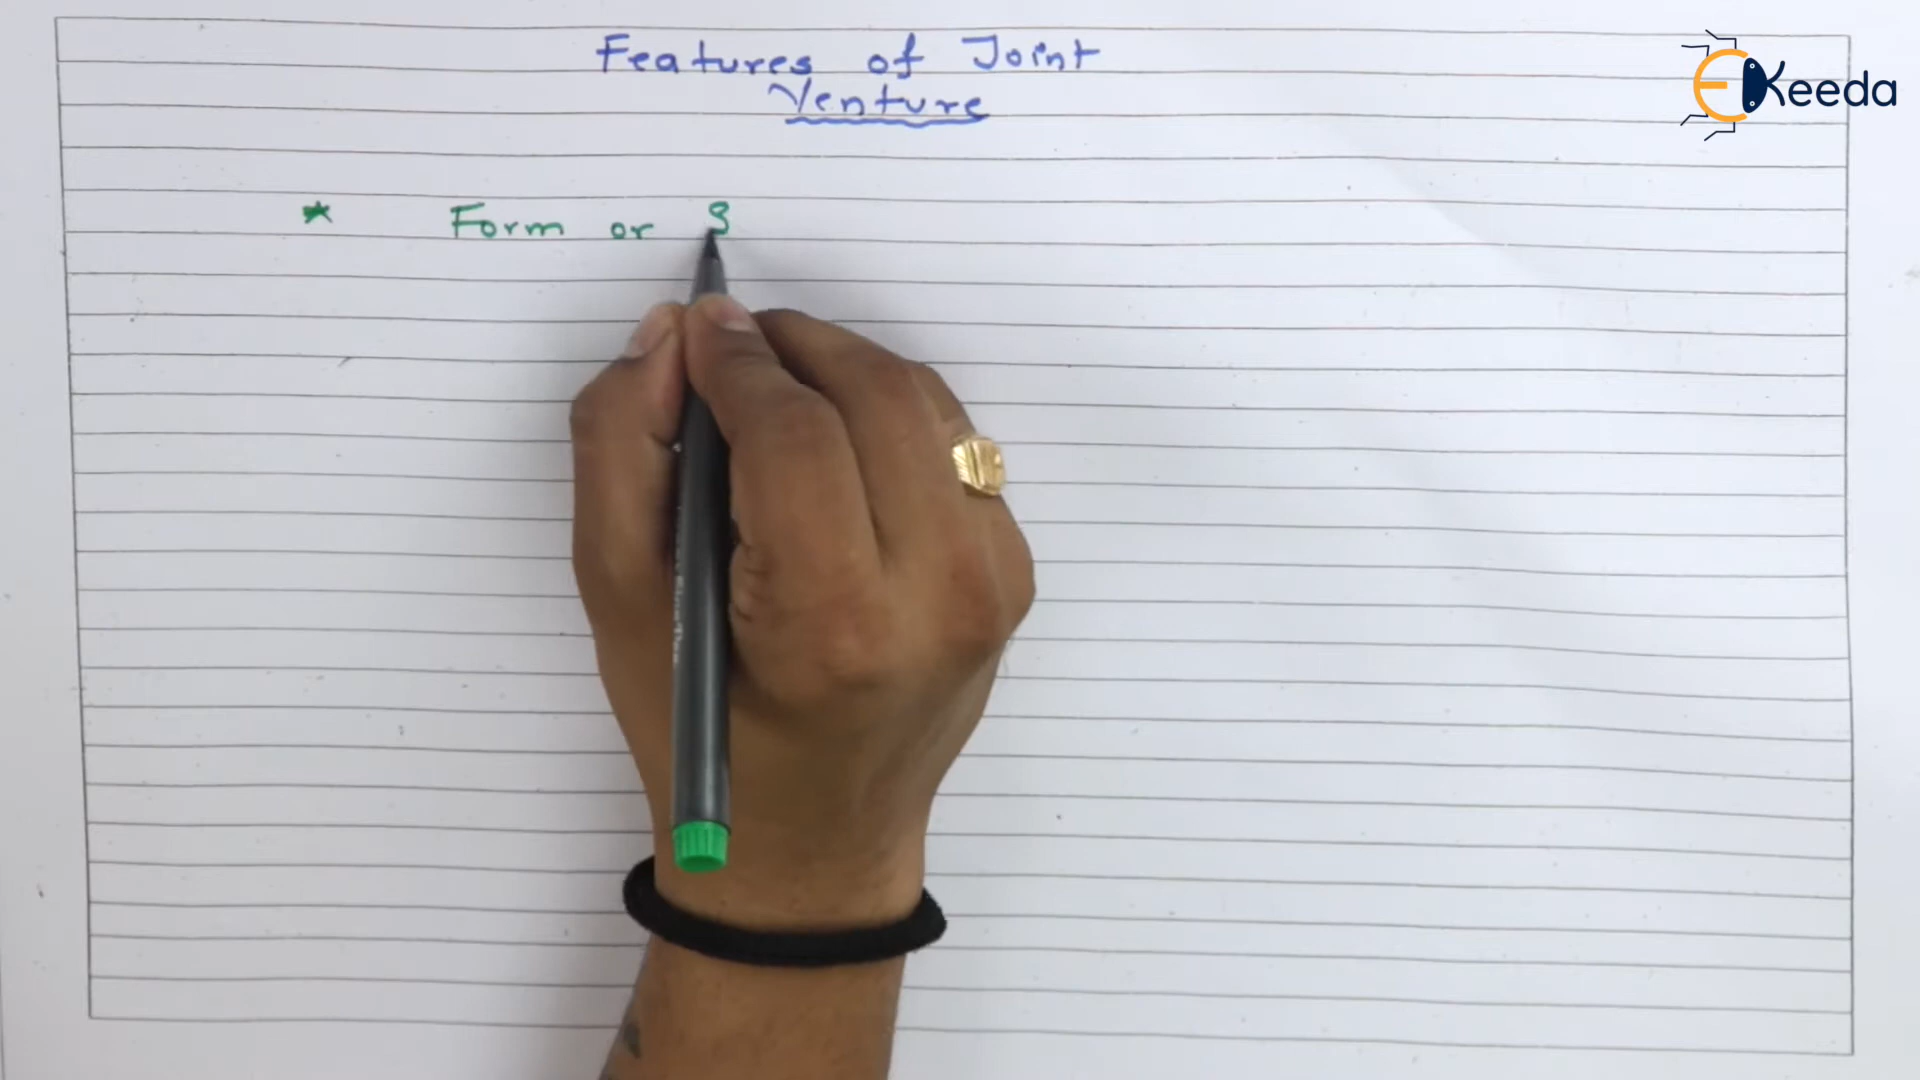 Features of Joint
Venture
EKeeda
* Form or S